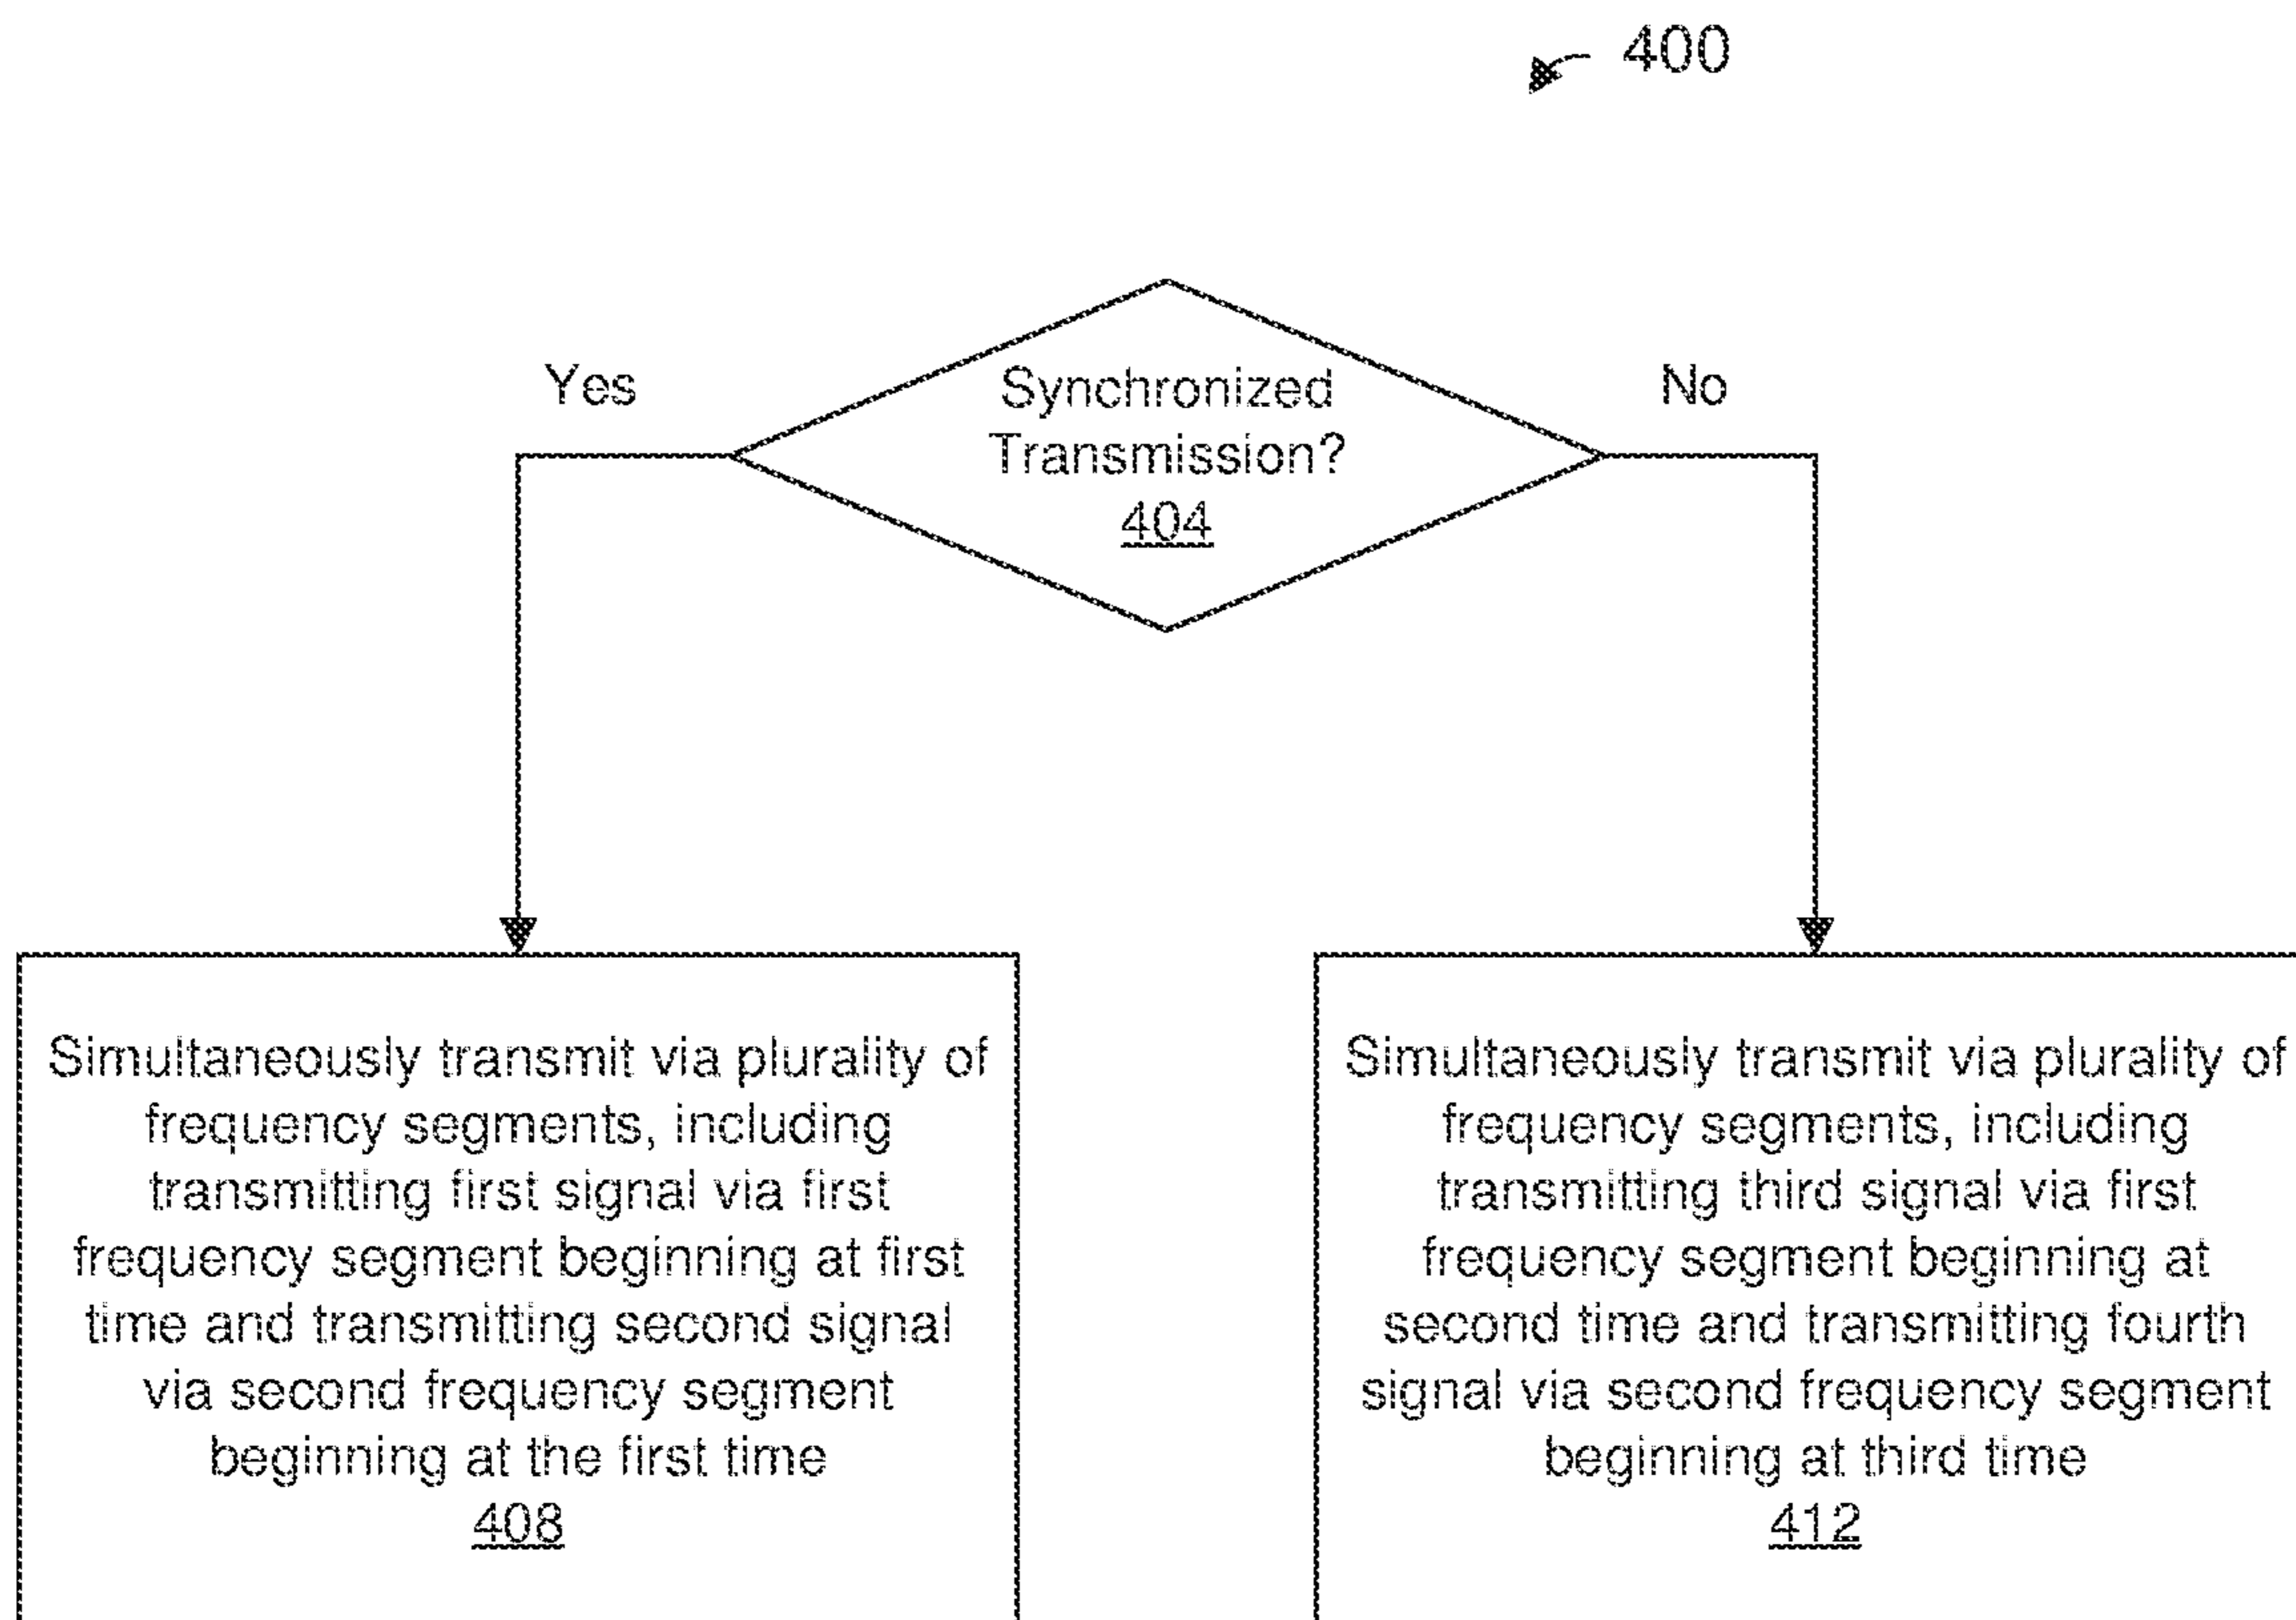 400
Yes
Synchronized
Transmission?
404
No
Simultaneously transmit via plurality of
frequency segments, including
transmitting first signal via first
frequency segment beginning at first
time and transmitting second signal
via second frequency segment
beginning at the first time
408
Simultaneously transmit via plurality of
frequency segments, including
transmitting third signal via first
frequency segment beginning at
second time and transmitting fourth
signal via second frequency segment
beginning at third time
412